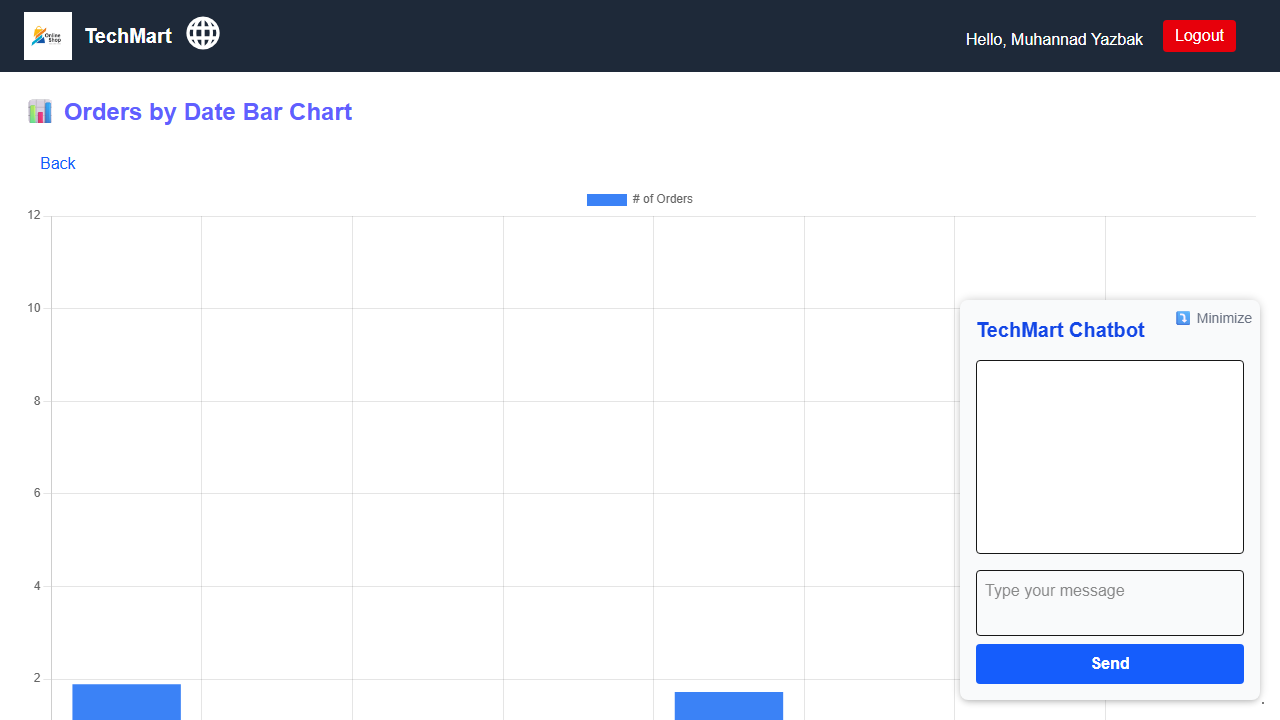 Online
Shop
TechMart
Hello, Muhannad Yazbak
Logout
Orders by Date Bar Chart
Back
# of Orders
12
10
8
6
4
2
Minimize
TechMart Chatbot
Type your message
Send